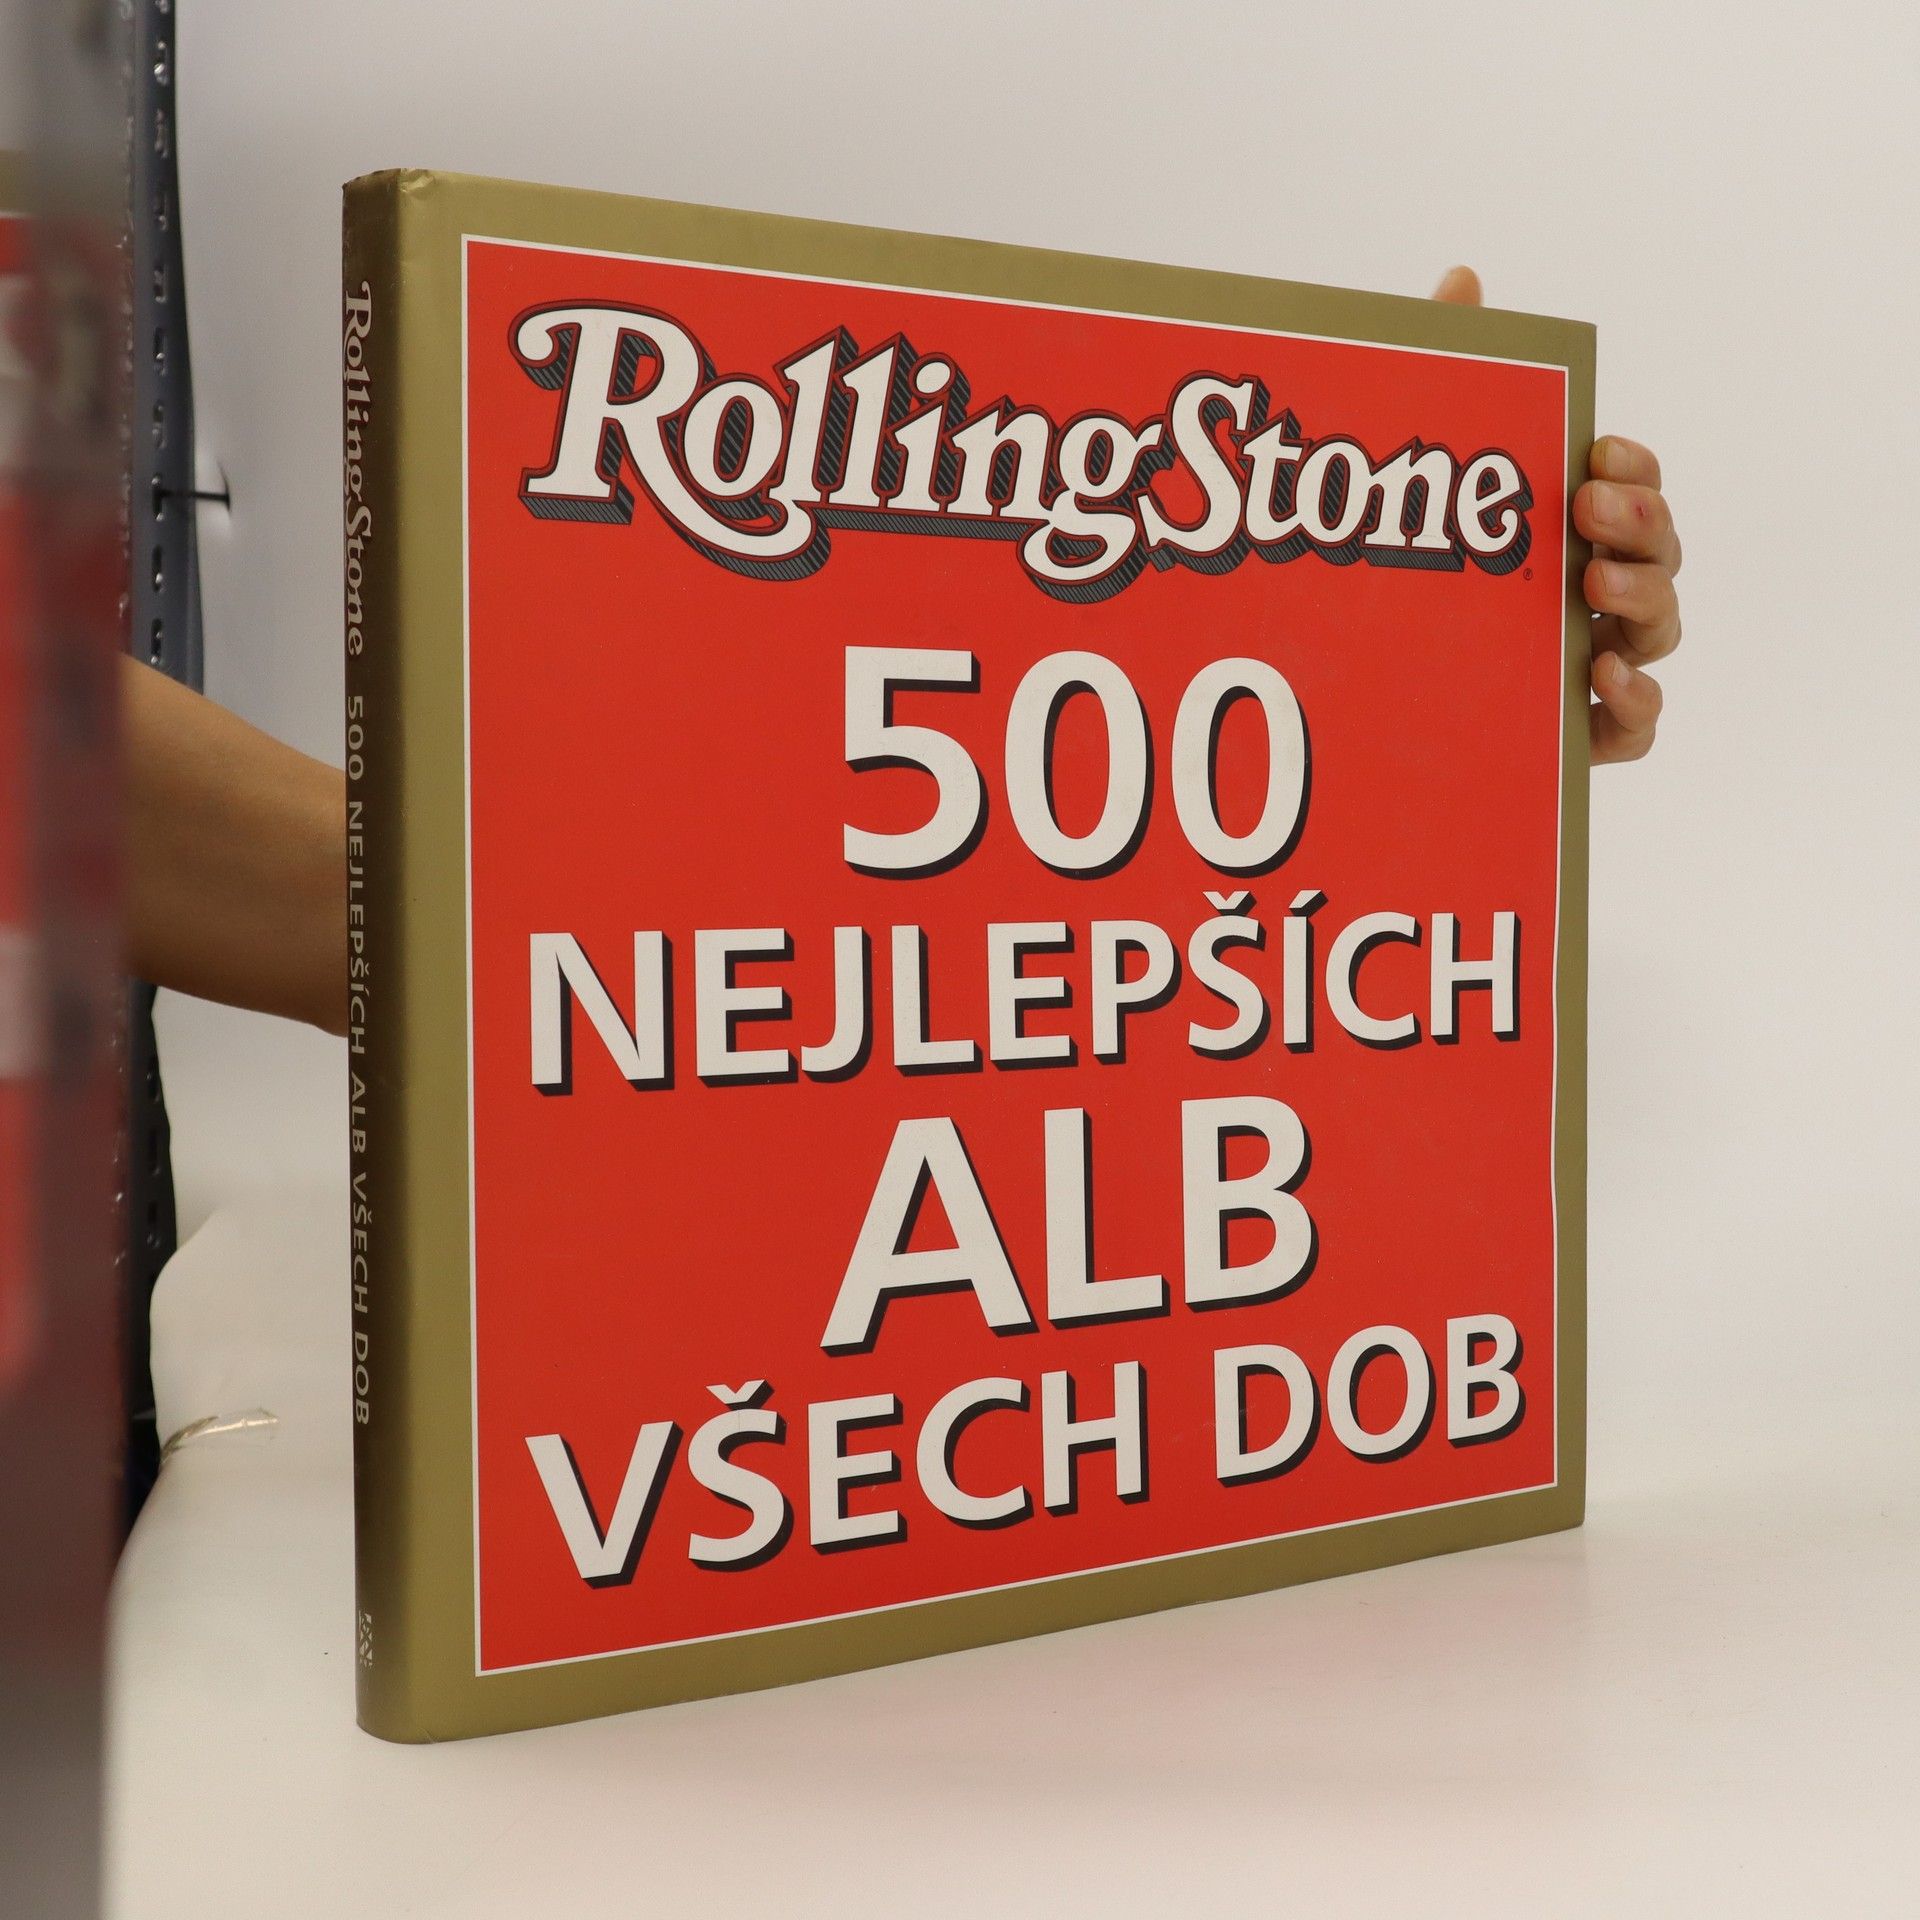 RollingStone
500
NEJLEPŠÍCH
ALB
VŠECH DOB
RollingStone 500 NEJLEPŠÍCH ALB VŠECH DOB